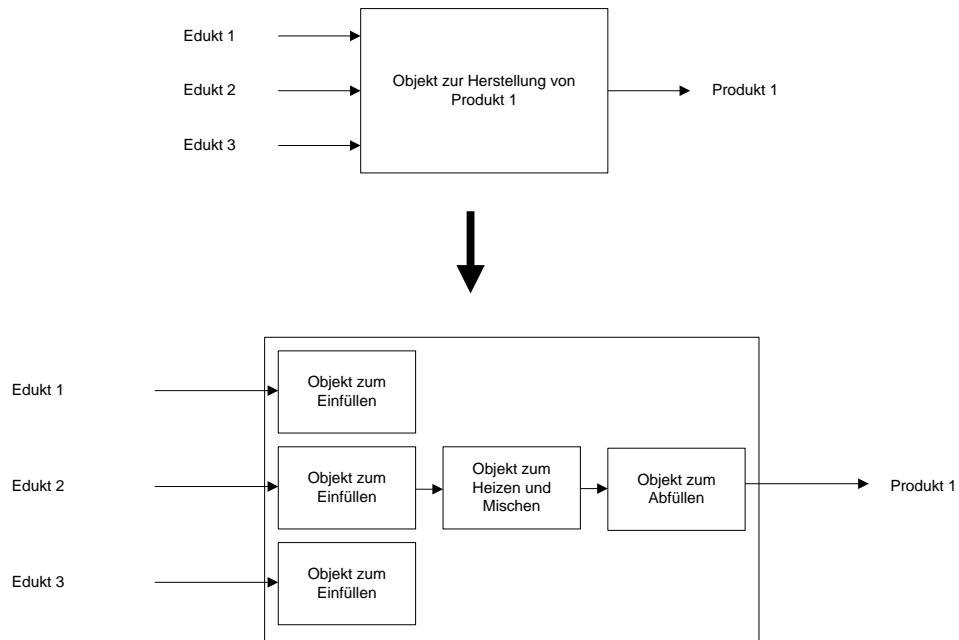 Edukt 1
Edukt 2
Edukt 3
Objekt zur Herstellung von
Produkt 1
Produkt 1
Edukt 1
Objekt zum
Einfüllen
Edukt 2
Objekt zum
Einfüllen
Objekt zum
Heizen und
Mischen
Objekt zum
Abfüllen
Produkt 1
Edukt 3
Objekt zum
Einfüllen